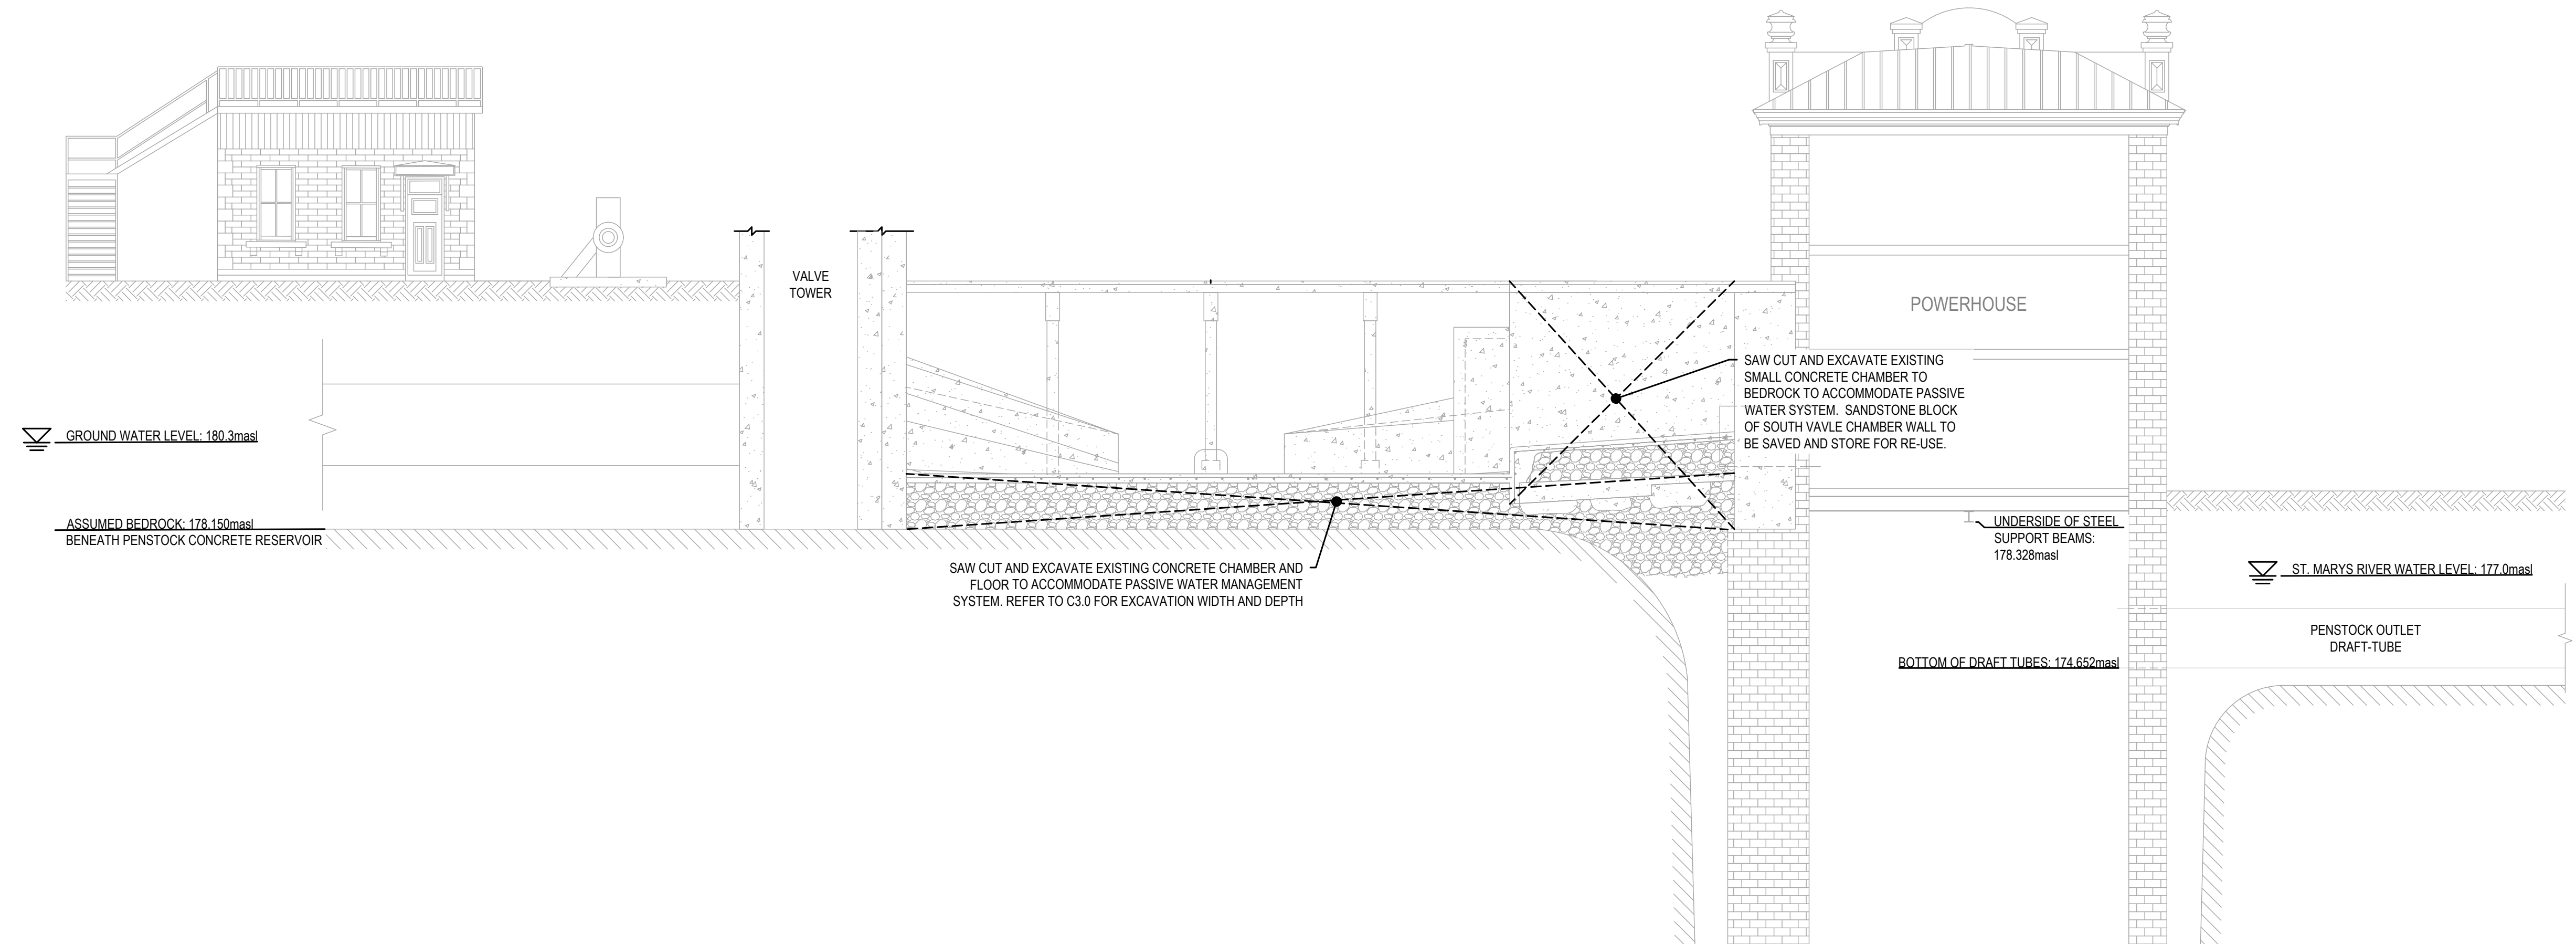 VALVE
TOWER
POWERHOUSE
SAW CUT AND EXCAVATE EXISTING
SMALL CONCRETE CHAMBER TO
BEDROCK TO ACCOMMODATE PASSIVE
WATER SYSTEM. SANDSTONE BLOCK
OF SOUTH VAVLE CHAMBER WALL TO
BE SAVED AND STORE FOR RE-USE.
GROUND WATER LEVEL: 180.3masl
ASSUMED BEDROCK: 178.150masl
BENEATH PENSTOCK CONCRETE RESERVOIR
UNDERSIDE OF STEEL
SUPPORT BEAMS:
178.328masl
SAW CUT AND EXCAVATE EXISTING CONCRETE CHAMBER AND
FLOOR TO ACCOMMODATE PASSIVE WATER MANAGEMENT
SYSTEM. REFER TO C3.0 FOR EXCAVATION WIDTH AND DEPTH
ST. MARYS RIVER WATER LEVEL: 177.0masl
PENSTOCK OUTLET
DRAFT-TUBE
BOTTOM OF DRAFT TUBES: 174.652masl